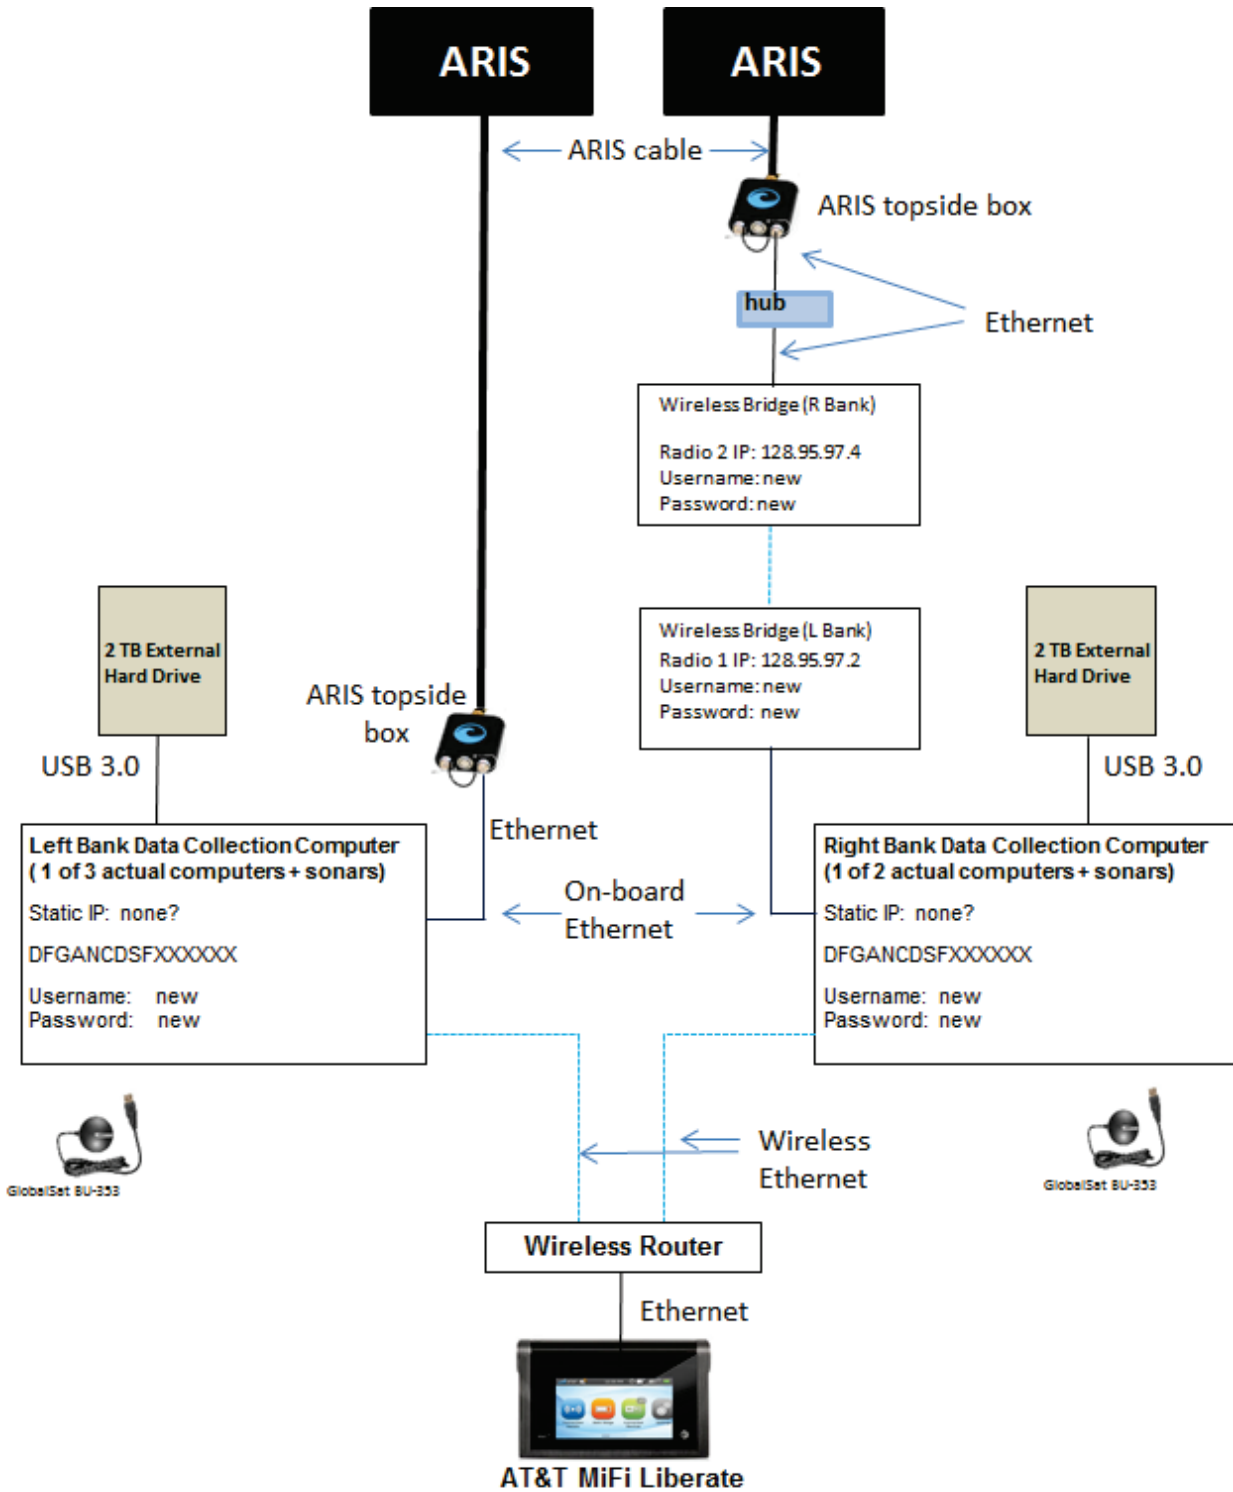 ARIS
ARIS
ARIS cable
ARIS topside box
hub
Ethernet
Wireless Bridge (R Bank)
Radio 2 IP: 128.95.97.4
Username: new
Password: new
Wireless Bridge (L Bank)
Radio 1 IP: 128.95.97.2
Username: new
Password: new
2 TB External
Hard Drive
2 TB External
Hard Drive
ARIS topside
box
USB 3.0
USB 3.0
Ethernet
Left Bank Data Collection Computer
( 1 of 3 actual computers + sonars)
Static IP: none?
DFGANCDSFXXXXXX
Username: new
Password: new
On-board
Ethernet
Right Bank Data Collection Computer
(1 of 2 actual computers + sonars)
Static IP: none?
DFGANCDSFXXXXXX
Username: new
Password: new
GlobalSat BU-353
Wireless
Ethernet
GlobalSat BU-353
Wireless Router
Ethernet
AT&T MiFi Liberate